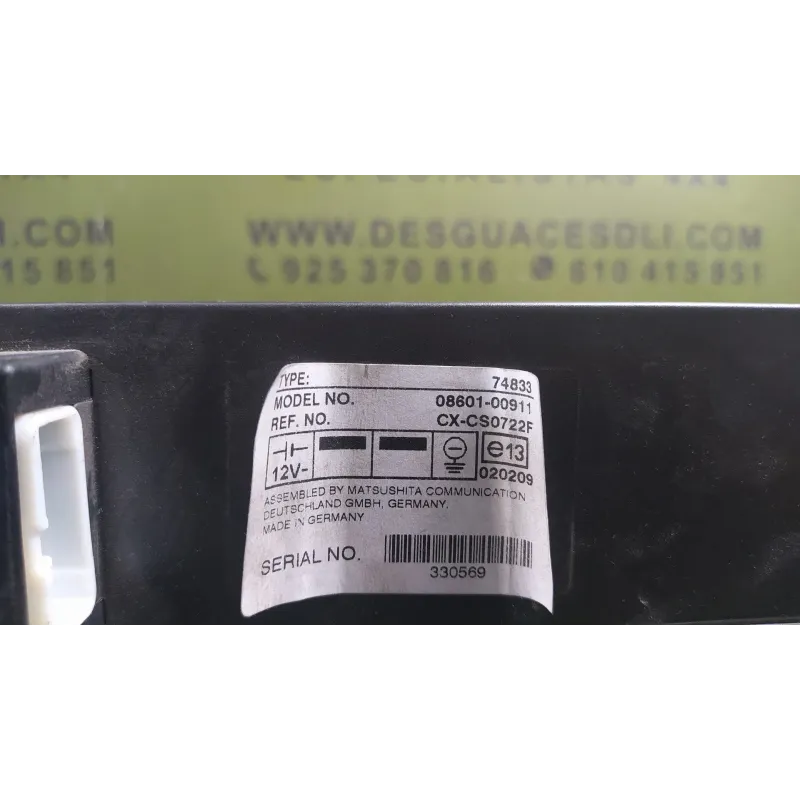 ESPECIALISTAS 4x4
.COM
WWW.DESGUACESDLI.COM
15 851
925 370 816 610 415 851
TYPE: 74833
MODEL NO. 08601-00911
REF. NO. CX-CS0722F
12V- e13
020209
ASSEMBLED BY MATSUSHITA COMMUNICATION
DEUTSCHLAND GMBH, GERMANY.
MADE IN GERMANY
SERIAL NO.
330569